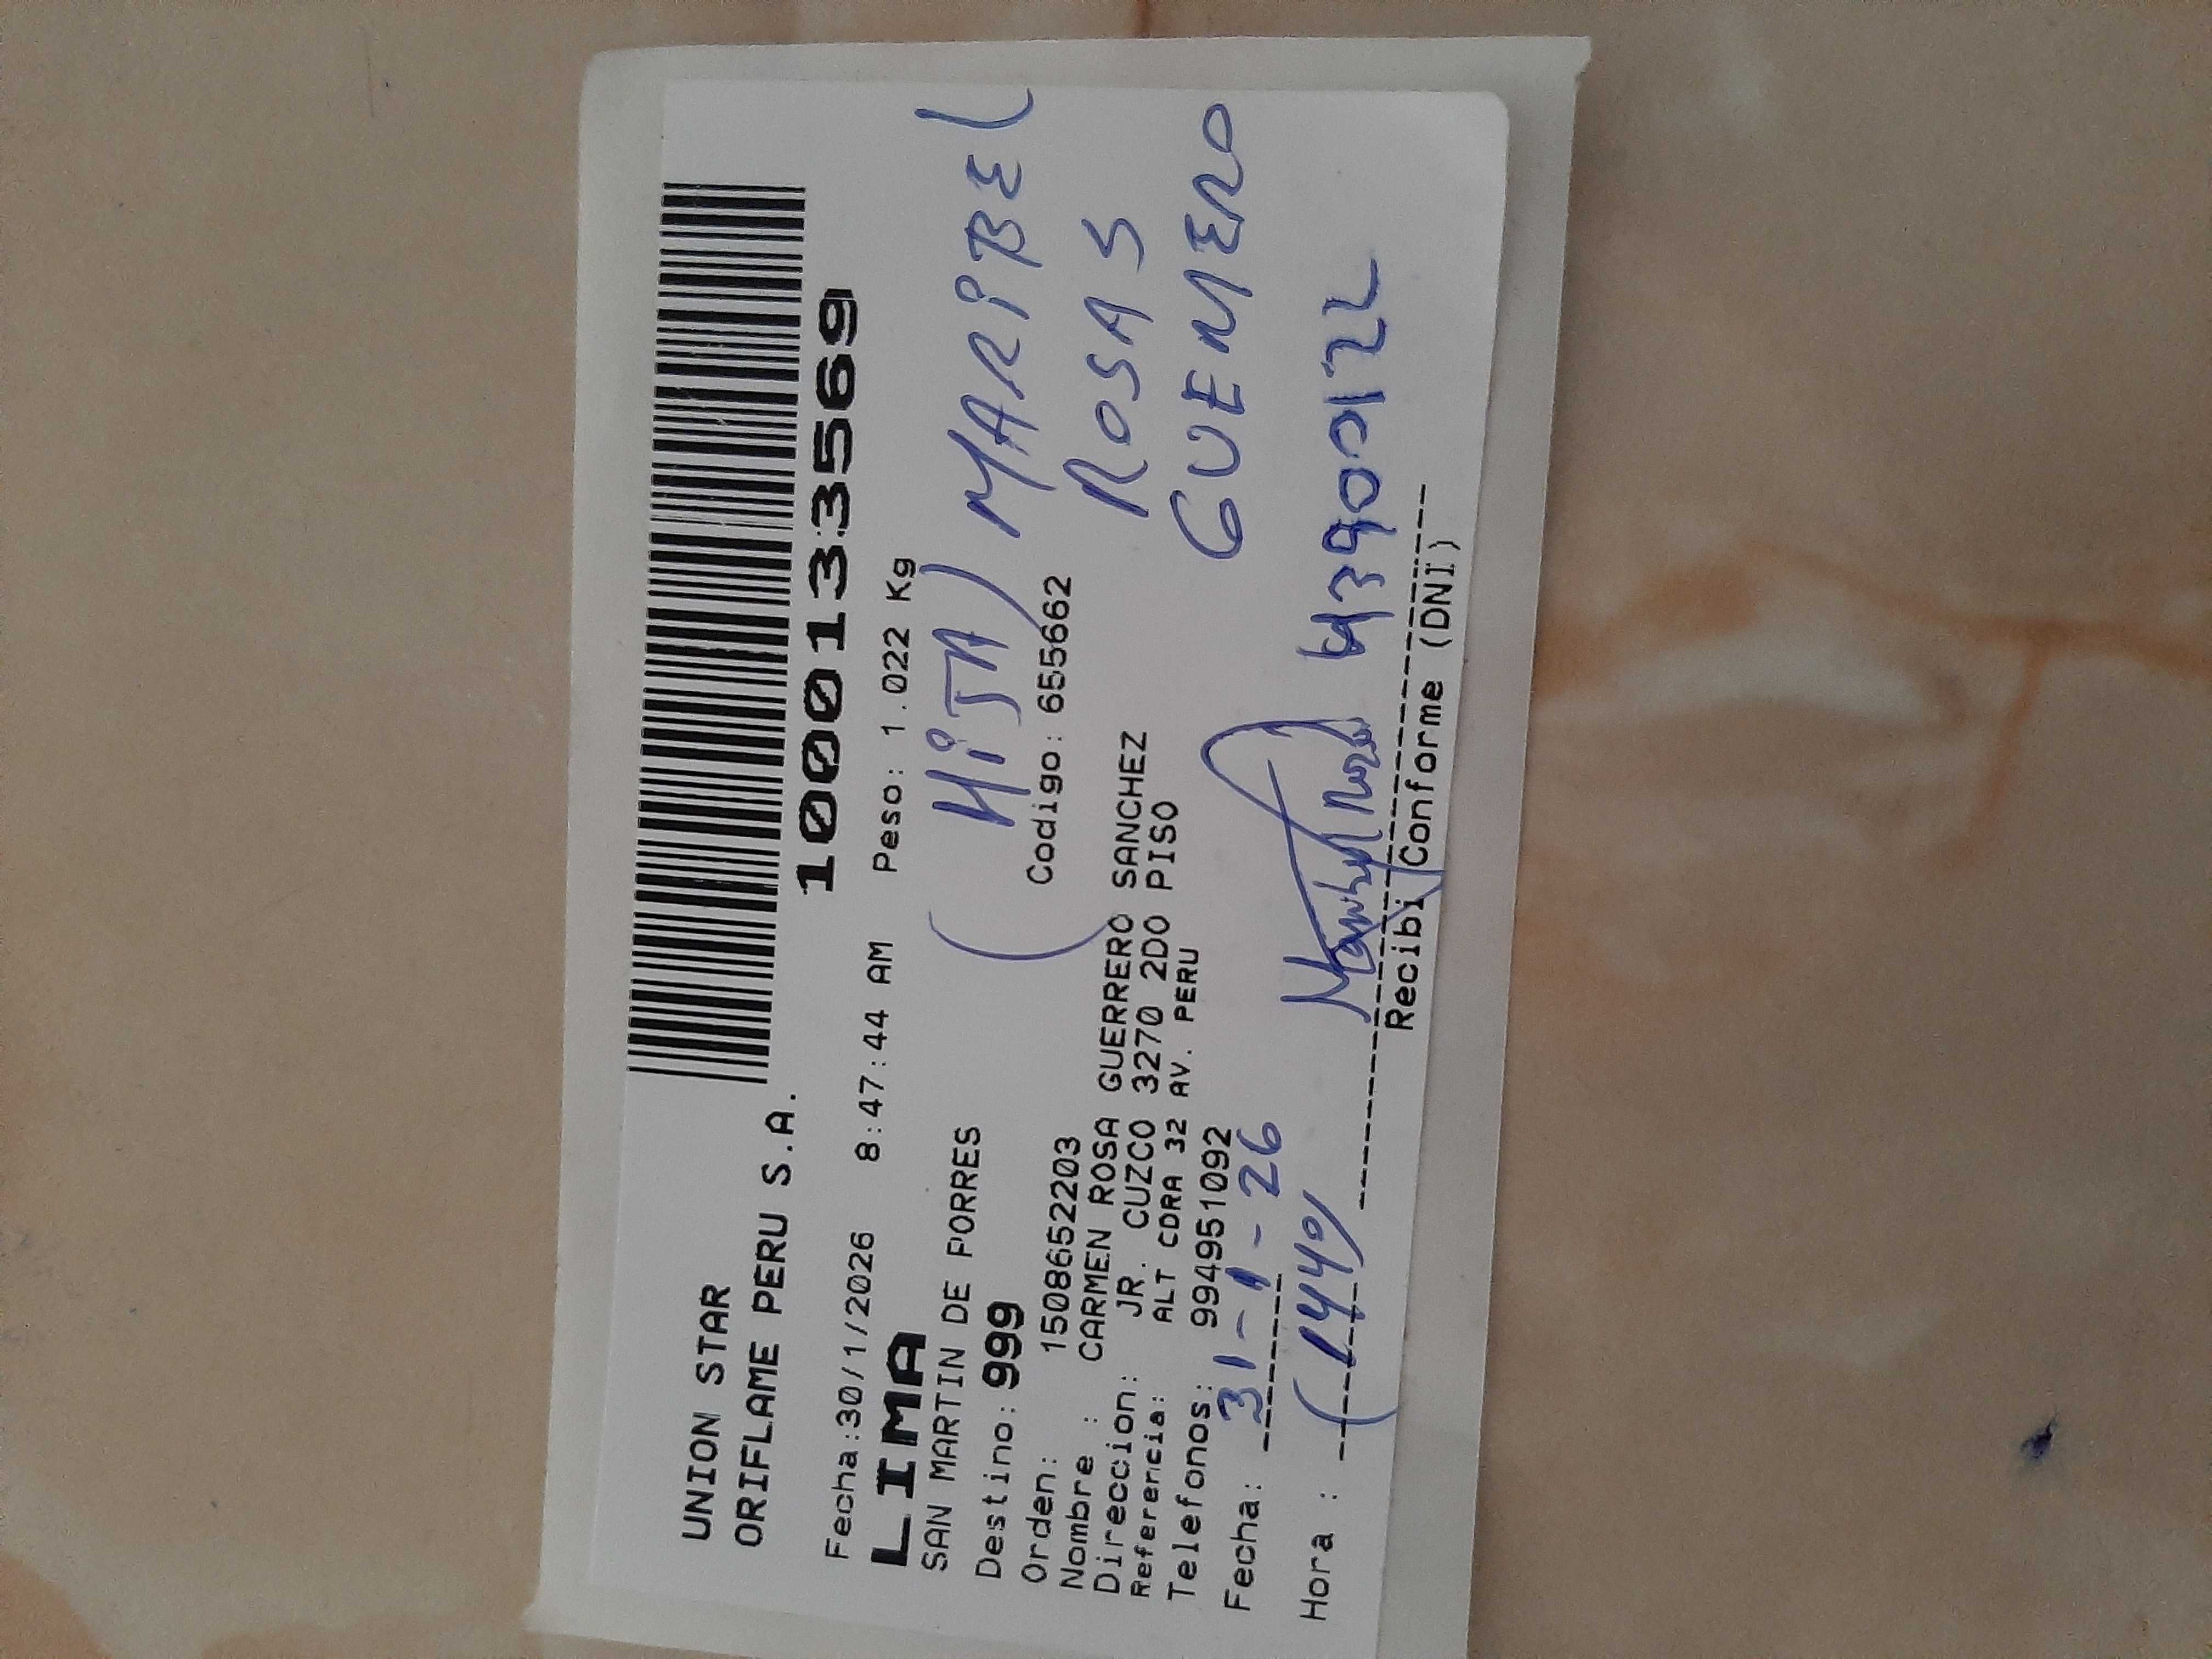 UNION STAR
ORIFLAME PERU S.A.
1000133569
Fecha:30/1/2026 8:47:44 AM Peso: 1.022 Kg
LIMA
SAN MARTIN DE PORRES
(HIJA) MARIBEL
Destino: 999
Orden: 1508652203 Codigo: 655662
ROSAS
Nombre : CARMEN ROSA GUERRERO SANCHEZ
Direccion: JR. CUZCO 3270 2DO PISO
Referencia: ALT CDRA 32 AV. PERU
GUERRERO
Telefonos: 994951092
Fecha: 31-1-26
Hora : (1440)
43900122
Recibi Conforme (DNI)